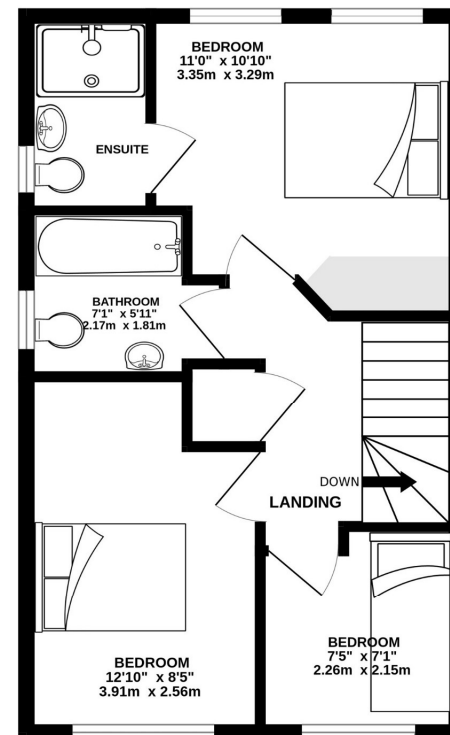 BEDROOM
11'0" x 10'10"
3.35m x 3.29m
ENSUITE
BATHROOM
7'1" x 5'11"
2.17m x 1.81m
DOWN
LANDING
BEDROOM
12'10" x 8'5"
3.91m x 2.56m
BEDROOM
7'5" x 7'1"
2.26m x 2.15m